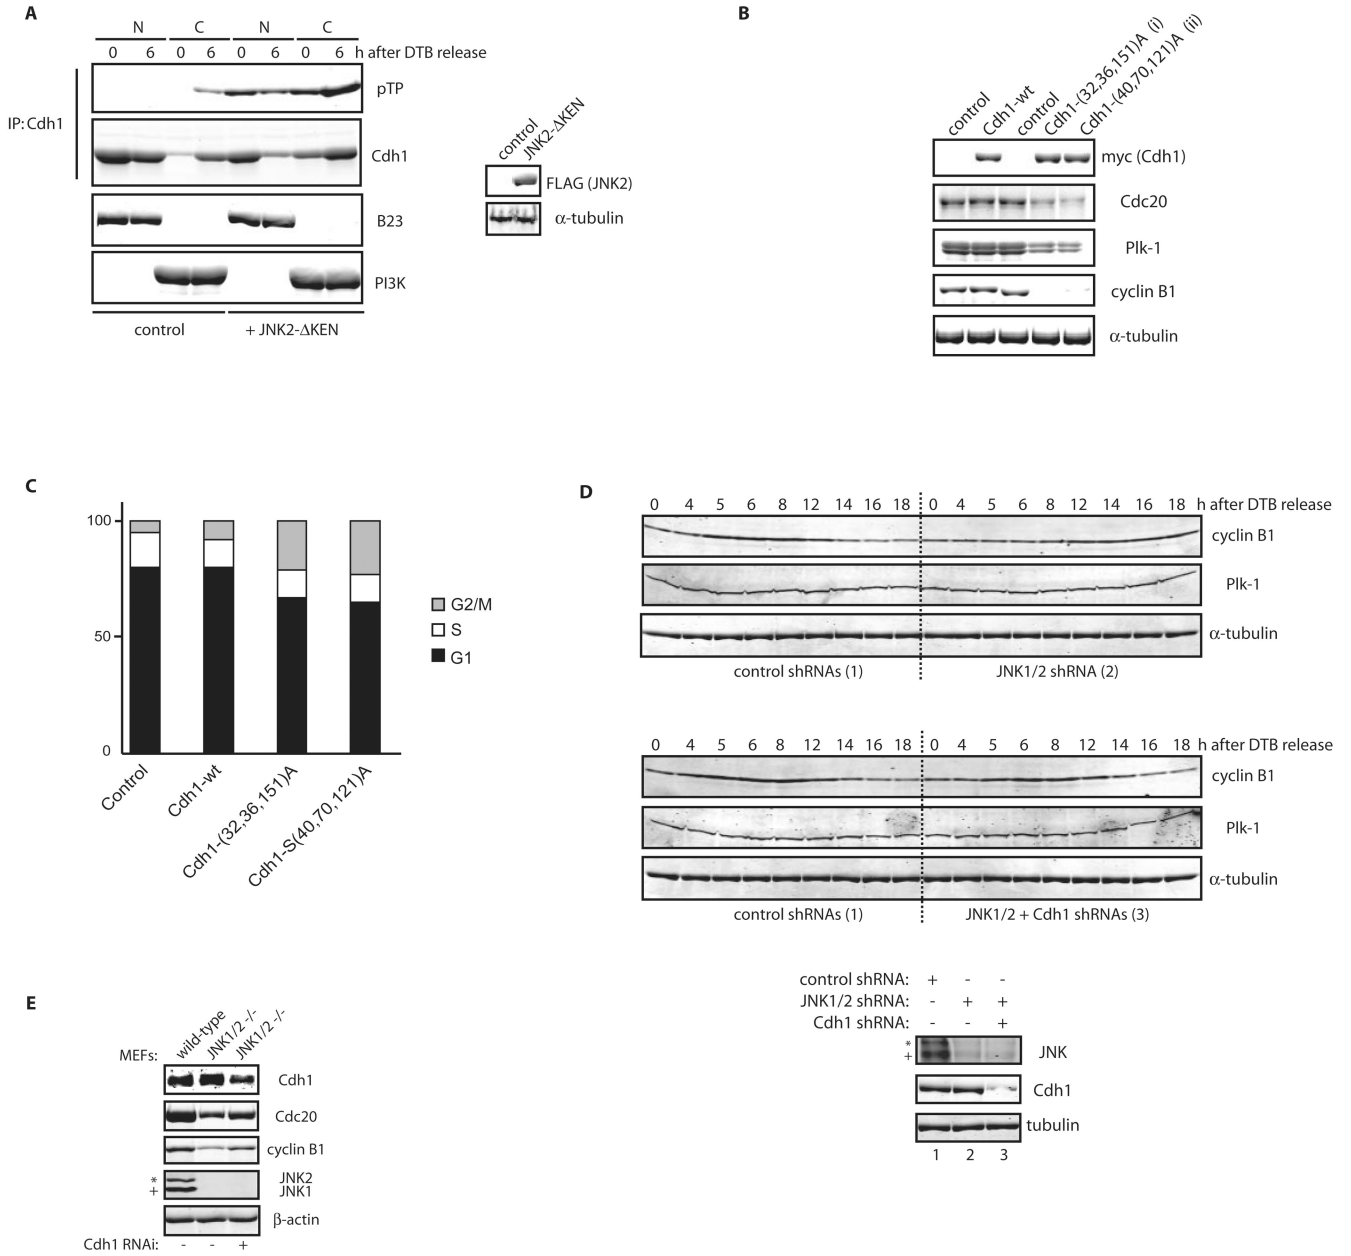 A
N C N C
0 6 0 6 0 6 0 6 h after DTB release
pTP
IP: Cdh1
Cdh1
B23
PI3K
control + JNK2-ΔKEN
control
JNK2-ΔKEN
FLAG (JNK2)
α-tubulin
B
control
Cdh1-wt
control
Cdh1-(32,36,151)A (i)
Cdh1-(40,70,121)A (ii)
myc (Cdh1)
Cdc20
Plk-1
cyclin B1
α-tubulin
C
100
50
0
Control
Cdh1-wt
Cdh1-(32,36,151)A
Cdh1-S(40,70,121)A
G2/M
S
G1
D
0 4 5 6 8 12 14 16 18 0 4 5 6 8 12 14 16 18 h after DTB release
cyclin B1
Plk-1
α-tubulin
control shRNAs (1) JNK1/2 shRNA (2)
0 4 5 6 8 12 14 16 18 0 4 5 6 8 12 14 16 18 h after DTB release
cyclin B1
Plk-1
α-tubulin
control shRNAs (1) JNK1/2 + Cdh1 shRNAs (3)
control shRNA: + - -
JNK1/2 shRNA: - + +
Cdh1 shRNA: - - +
*
+ JNK
Cdh1
tubulin
1 2 3
E
MEFs: wild-type JNK1/2 -/- JNK1/2 -/-
Cdh1
Cdc20
cyclin B1
* JNK2
+ JNK1
β-actin
Cdh1 RNAi: - - +